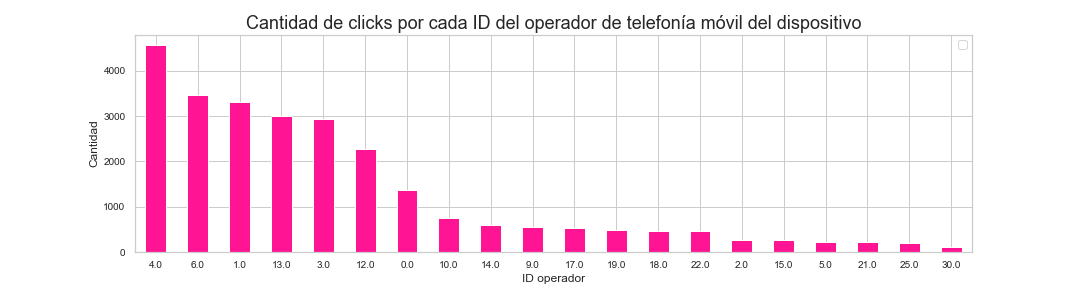 Cantidad de clicks por cada ID del operador de telefonía móvil del dispositivo
4000
3000
2000
1000
0
Cantidad
4.0 6.0 1.0 13.0 3.0 12.0 0.0 10.0 14.0 9.0 17.0 19.0 18.0 22.0 2.0 15.0 5.0 21.0 25.0 30.0
ID operador